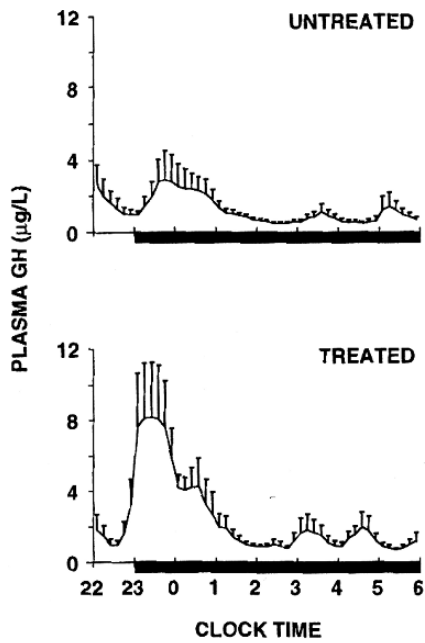 UNTREATED
12
8
4
0
PLASMA GH (μg/L)
TREATED
12
8
4
0
22 23 0 1 2 3 4 5 6
CLOCK TIME